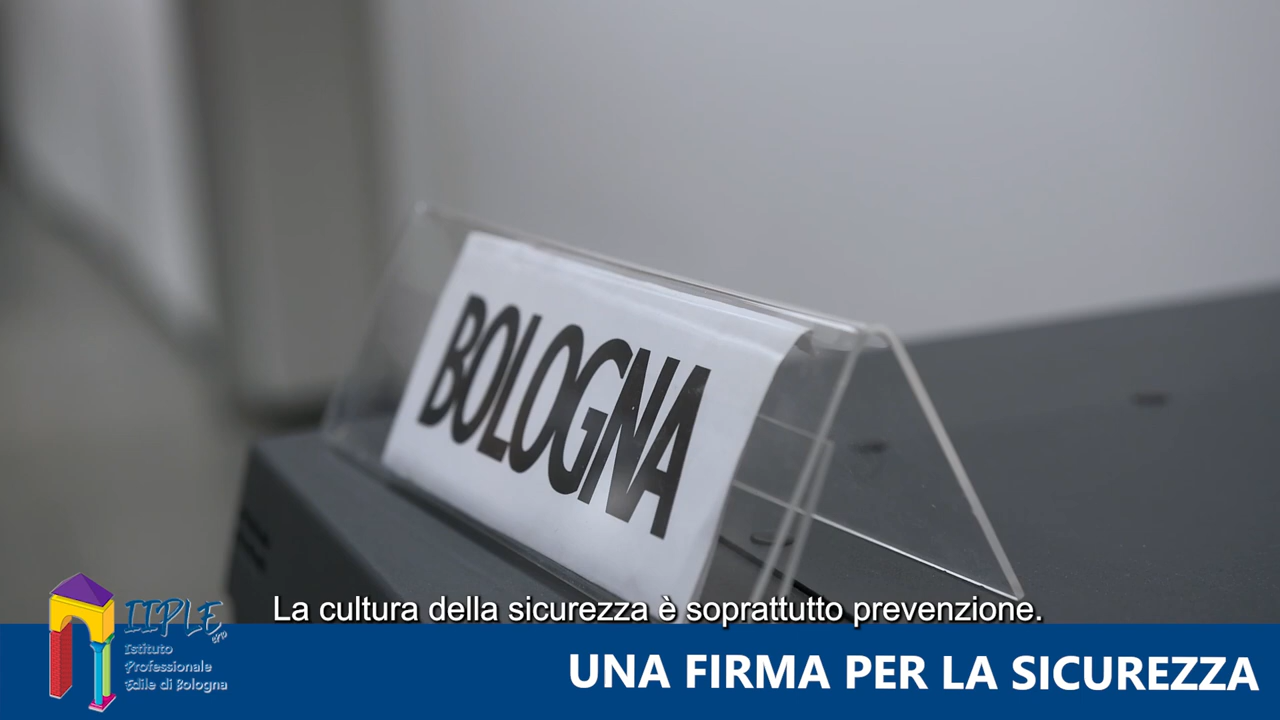 BOLOGNA
La cultura della sicurezza è soprattutto prevenzione.
IIPLE
Istituto
Professionale
Edile di Bologna
UNA FIRMA PER LA SICUREZZA